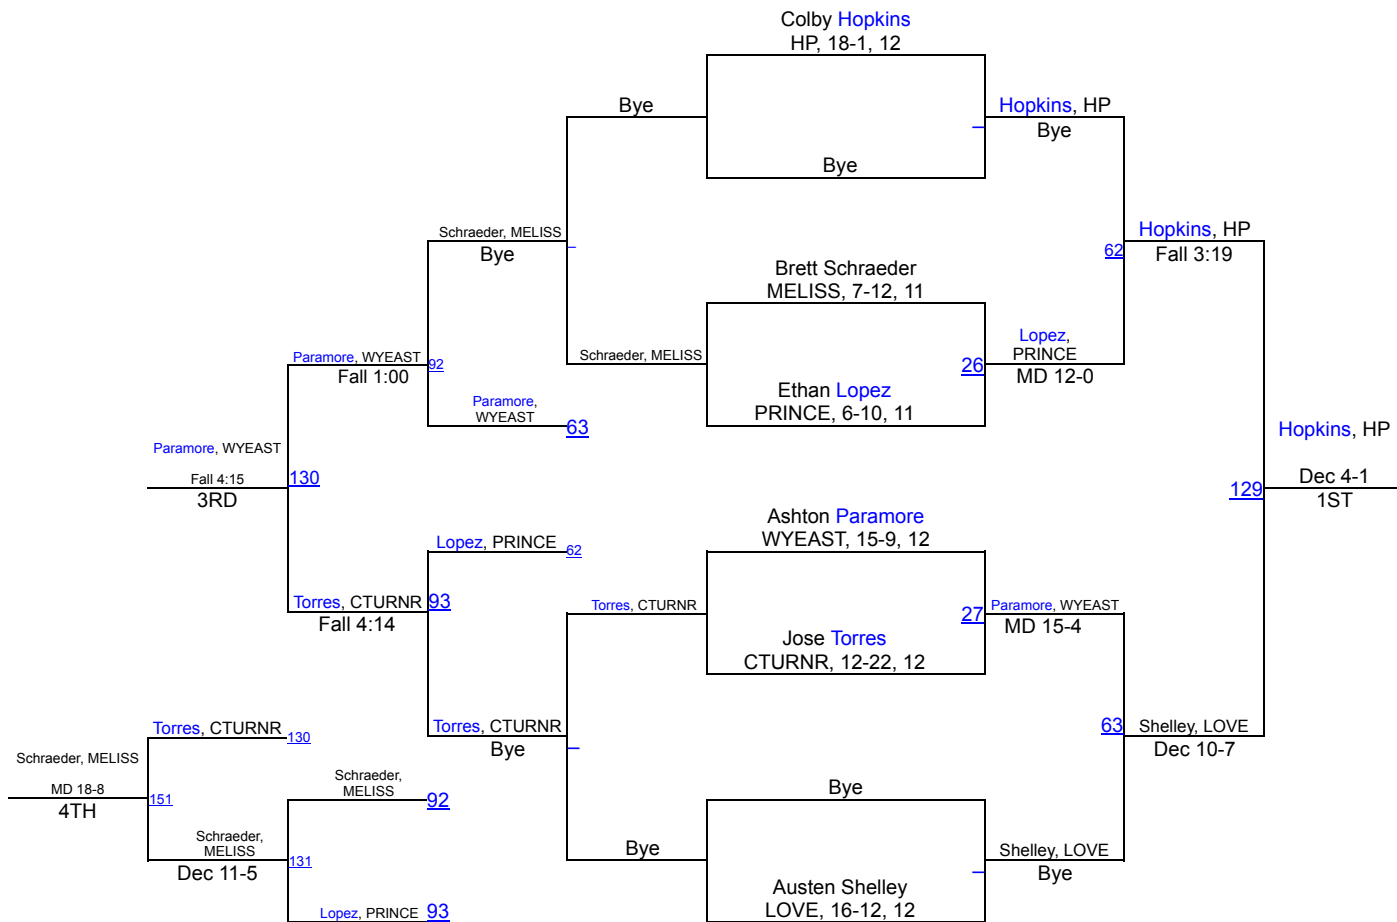 Colby Hopkins
HP, 18-1, 12
Bye
Hopkins, HP
Bye
Bye
Schraeder, MELISS
Bye
Hopkins, HP
62
Fall 3:19
Brett Schraeder
MELISS, 7-12, 11
Paramore, WYEAST
92
Fall 1:00
Schraeder, MELISS
26
Lopez,
PRINCE
MD 12-0
Ethan Lopez
PRINCE, 6-10, 11
Paramore,
WYEAST
63
Paramore, WYEAST
Fall 4:15
3RD
130
Hopkins, HP
129
Dec 4-1
1ST
Ashton Paramore
WYEAST, 15-9, 12
Lopez, PRINCE
62
Torres, CTURNR
93
Fall 4:14
Torres, CTURNR
27
Paramore, WYEAST
MD 15-4
Jose Torres
CTURNR, 12-22, 12
Torres, CTURNR
Bye
63
Shelley, LOVE
Dec 10-7
Torres, CTURNR
130
Schraeder, MELISS
MD 18-8
4TH
151
Schraeder,
MELISS
92
Bye
Schraeder,
MELISS
131
Dec 11-5
Bye
Shelley, LOVE
Bye
Austen Shelley
LOVE, 16-12, 12
Lopez, PRINCE
93